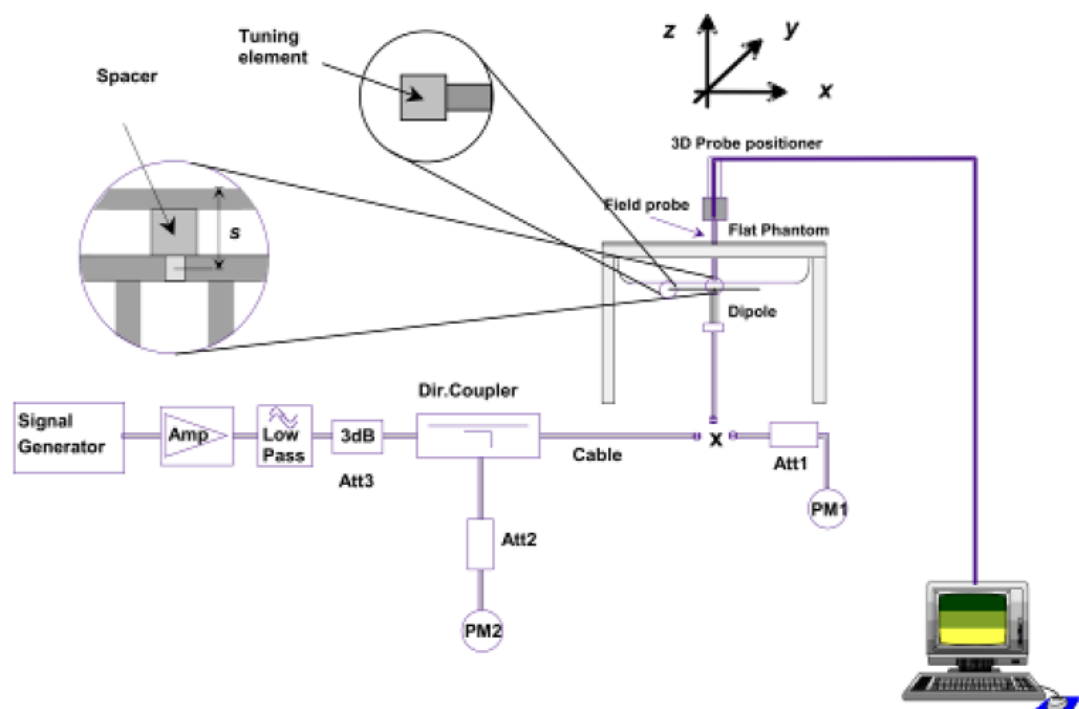 Tuning
element
Spacer
z
y
x
3D Probe positioner
Field probe
Flat Phantom
s
Dipole
Dir.Coupler
Signal
Generator
Amp
Low
Pass
3dB
Att3
Cable
X
Att1
PM1
Att2
PM2